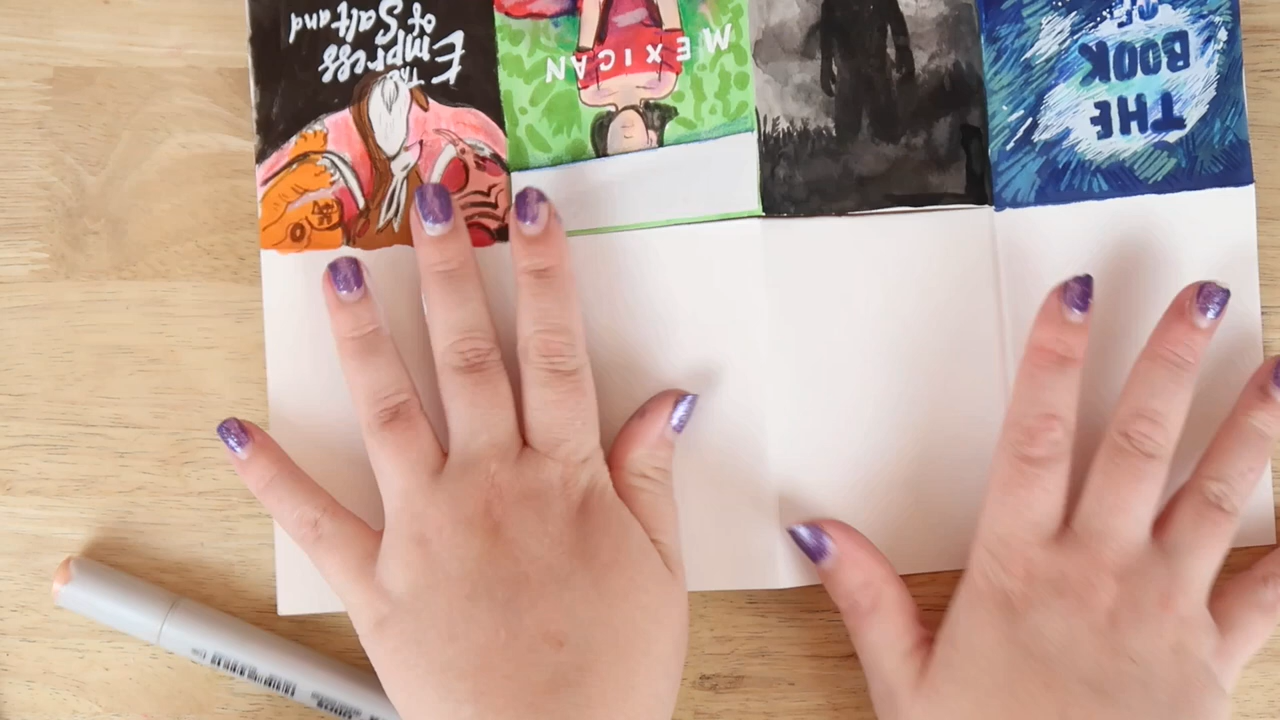 The
Empress
of Salt and
MEXICAN
THE
BOOK
OF